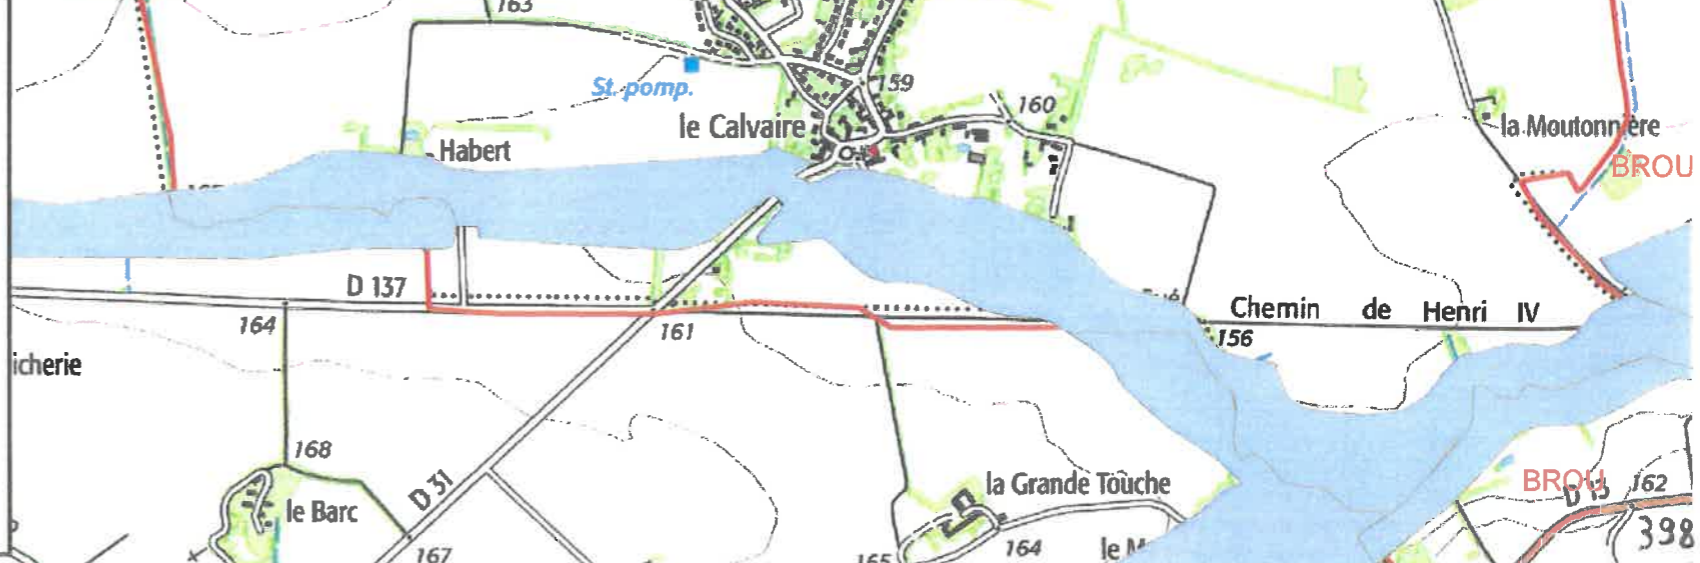 163
St. pomp.
159
160
le Calvaire
Habert
la Moutonnière
BROU
D 137
Chemin de Henri IV
164
161
156
icherie
168
D 31
le Barc
la Grande Touche
BROU
D 13
162
167
165
164
le M
398